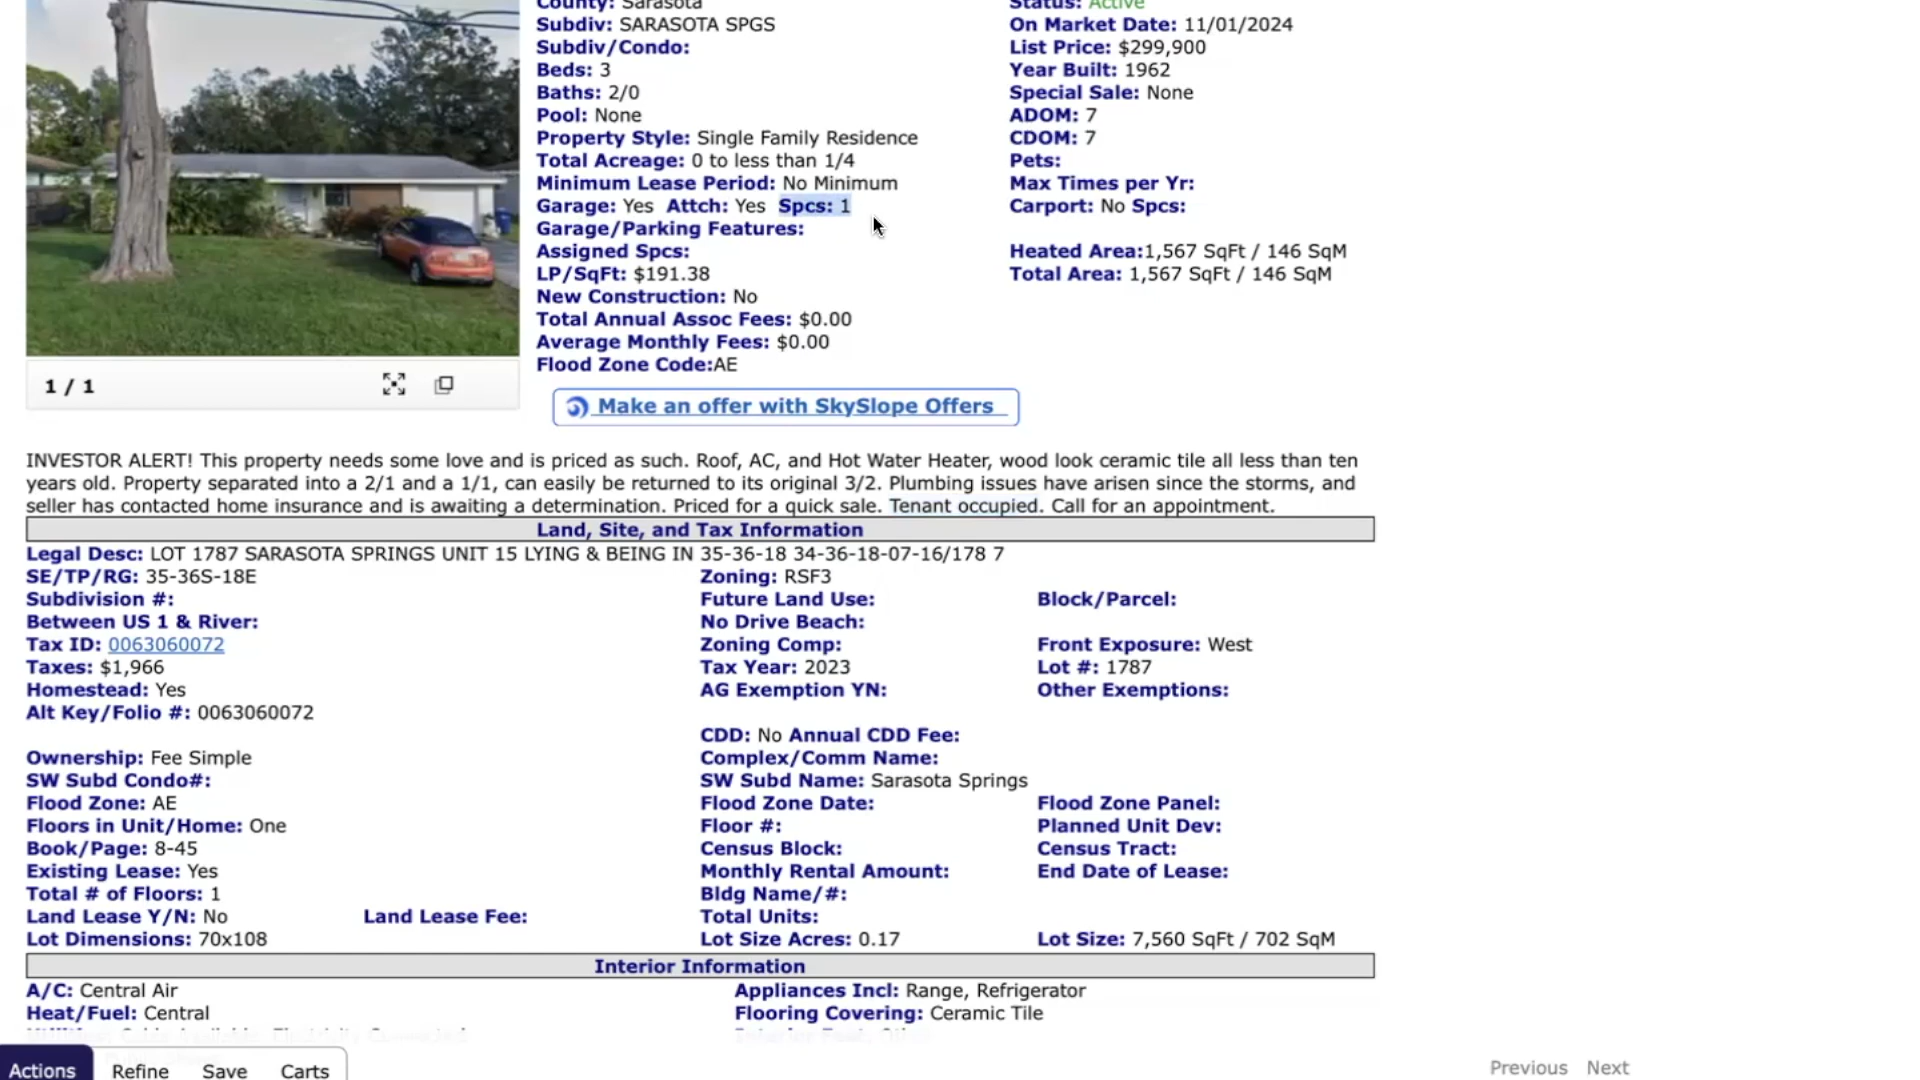 County: Sarasota
Status: Active
Subdiv: SARASOTA SPGS
On Market Date: 11/01/2024
Subdiv/Condo:
List Price: $299,900
Beds: 3
Year Built: 1962
Baths: 2/0
Special Sale: None
Pool: None
ADOM: 7
Property Style: Single Family Residence
CDOM: 7
Total Acreage: 0 to less than 1/4
Pets:
Minimum Lease Period: No Minimum
Max Times per Yr:
Garage: Yes Attch: Yes Spcs: 1
Carport: No Spcs:
Garage/Parking Features:
Assigned Spcs:
Heated Area:1,567 SqFt / 146 SqM
LP/SqFt: $191.38
Total Area: 1,567 SqFt / 146 SqM
New Construction: No
Total Annual Assoc Fees: $0.00
Average Monthly Fees: $0.00
Flood Zone Code:AE
1 / 1
Make an offer with SkySlope Offers
INVESTOR ALERT! This property needs some love and is priced as such. Roof, AC, and Hot Water Heater, wood look ceramic tile all less than ten
years old. Property separated into a 2/1 and a 1/1, can easily be returned to its original 3/2. Plumbing issues have arisen since the storms, and
seller has contacted home insurance and is awaiting a determination. Priced for a quick sale. Tenant occupied. Call for an appointment.
Land, Site, and Tax Information
Legal Desc: LOT 1787 SARASOTA SPRINGS UNIT 15 LYING & BEING IN 35-36-18 34-36-18-07-16/178 7
SE/TP/RG: 35-36S-18E
Zoning: RSF3
Subdivision #:
Future Land Use:
Block/Parcel:
Between US 1 & River:
No Drive Beach:
Tax ID: 0063060072
Zoning Comp:
Front Exposure: West
Taxes: $1,966
Tax Year: 2023
Lot #: 1787
Homestead: Yes
AG Exemption YN:
Other Exemptions:
Alt Key/Folio #: 0063060072
CDD: No Annual CDD Fee:
Ownership: Fee Simple
Complex/Comm Name:
SW Subd Condo#:
SW Subd Name: Sarasota Springs
Flood Zone: AE
Flood Zone Date:
Flood Zone Panel:
Floors in Unit/Home: One
Floor #:
Planned Unit Dev:
Book/Page: 8-45
Census Block:
Census Tract:
Existing Lease: Yes
Monthly Rental Amount:
End Date of Lease:
Total # of Floors: 1
Bldg Name/#:
Land Lease Y/N: No
Land Lease Fee:
Total Units:
Lot Dimensions: 70x108
Lot Size Acres: 0.17
Lot Size: 7,560 SqFt / 702 SqM
Interior Information
A/C: Central Air
Appliances Incl: Range, Refrigerator
Heat/Fuel: Central
Flooring Covering: Ceramic Tile
Actions
Refine
Save
Carts
Previous
Next